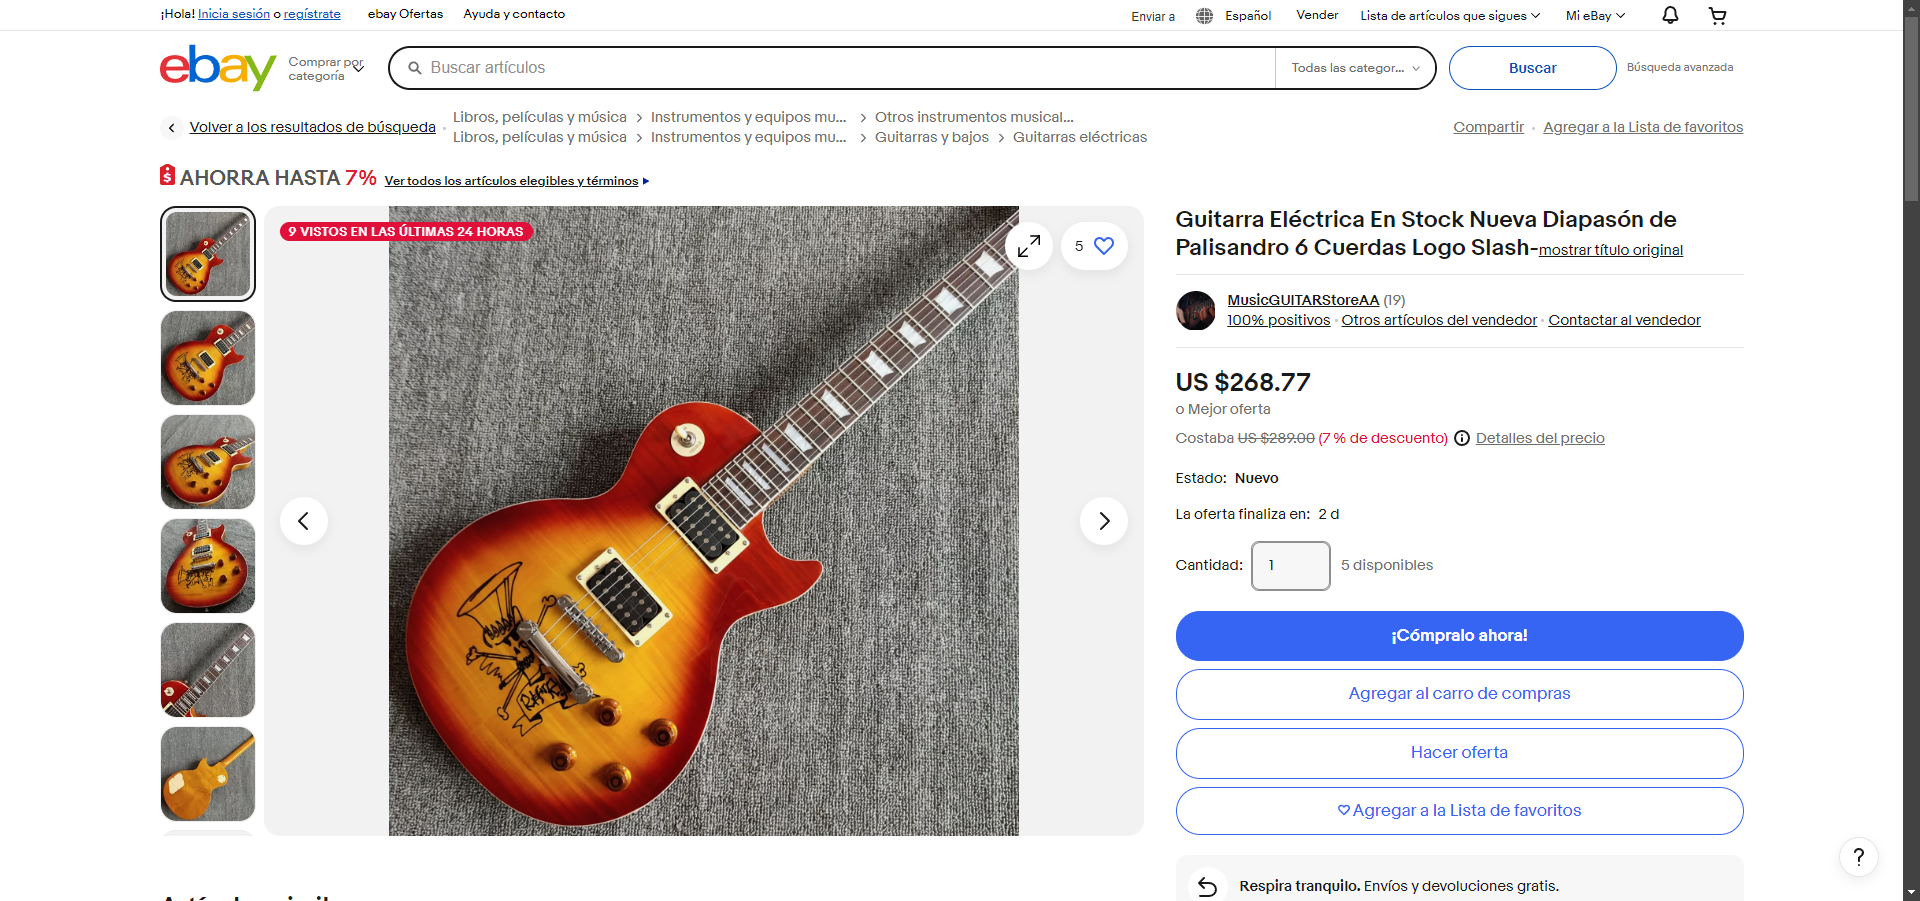 ¡Hola! Inicia sesión o regístrate ebay Ofertas Ayuda y contacto Enviar a Español Vender Lista de artículos que sigues Mi eBay
ebay Comprar por categoría Buscar artículos Todas las categor... Buscar Búsqueda avanzada
Volver a los resultados de búsqueda
Libros, películas y música > Instrumentos y equipos mu... > Otros instrumentos musical...
Libros, películas y música > Instrumentos y equipos mu... > Guitarras y bajos > Guitarras eléctricas
Compartir Agregar a la Lista de favoritos
$ AHORRA HASTA 7% Ver todos los artículos elegibles y términos
9 VISTOS EN LAS ÚLTIMAS 24 HORAS
5
Guitarra Eléctrica En Stock Nueva Diapasón de
Palisandro 6 Cuerdas Logo Slash-mostrar título original
MusicGUITARStoreAA (19)
100% positivos · Otros artículos del vendedor · Contactar al vendedor
US $268.77
o Mejor oferta
Costaba US $289.00 (7 % de descuento) Detalles del precio
Estado: Nuevo
La oferta finaliza en: 2 d
Cantidad: 1 5 disponibles
¡Cómpralo ahora!
Agregar al carro de compras
Hacer oferta
Agregar a la Lista de favoritos
?
Respira tranquilo. Envíos y devoluciones gratis.